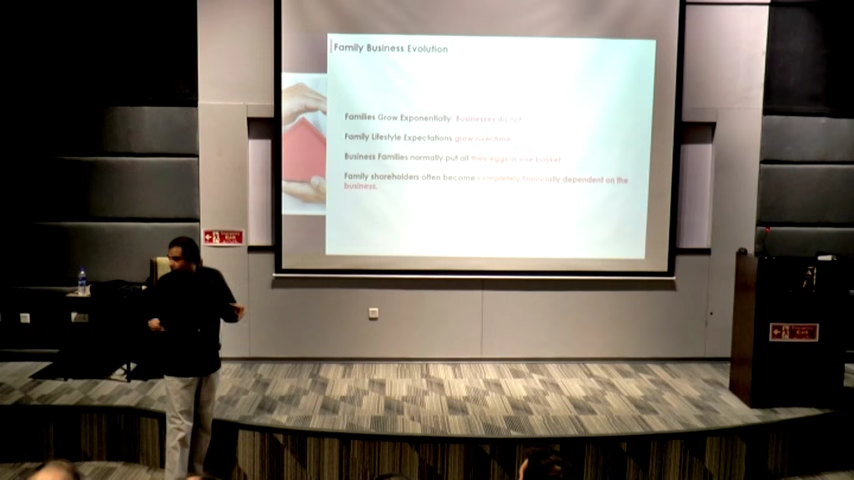 Family Business Evolution
Families Grow Exponentially. Businesses do not
Family Lifestyle Expectations grow over time
Business Families normally put all their eggs in one basket
Family shareholders often become completely financially dependent on the
business.